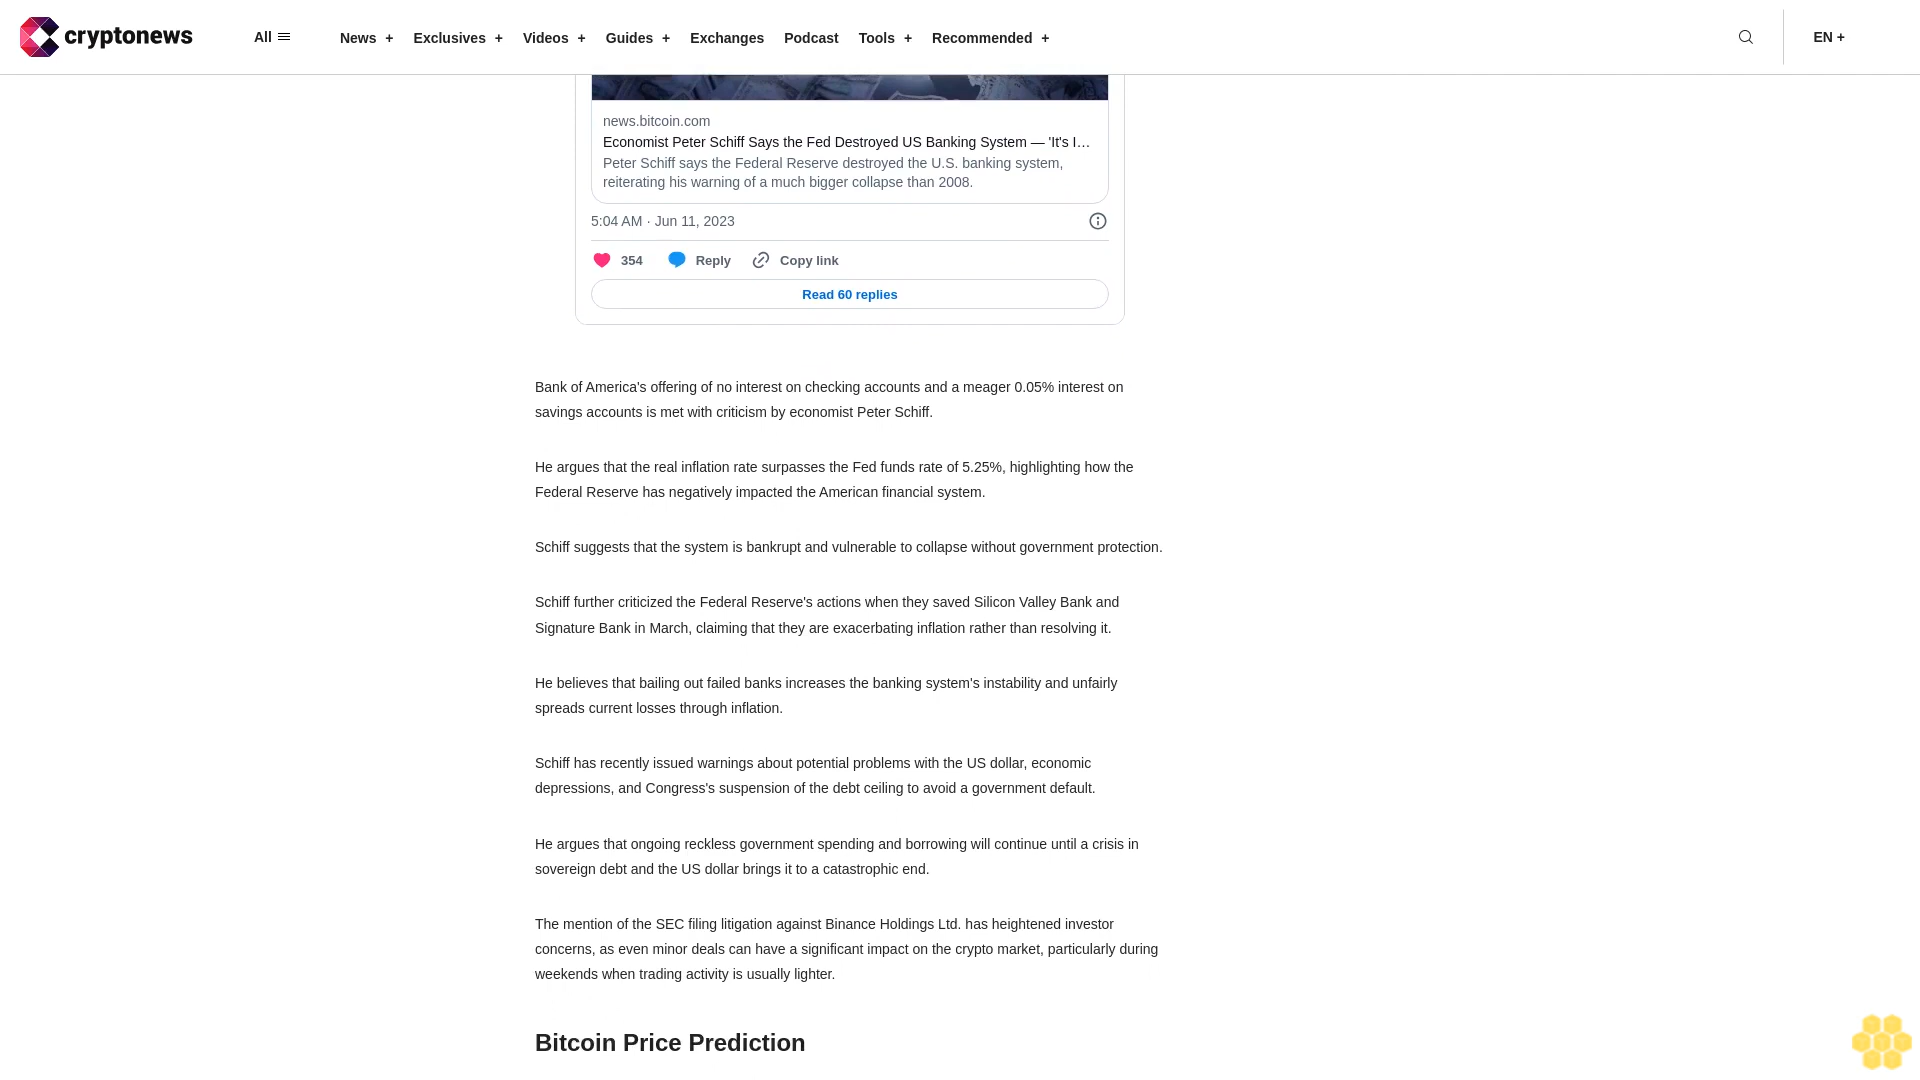 cryptonews
All
News +
Exclusives +
Videos +
Guides +
Exchanges
Podcast
Tools +
Recommended +
EN +
news.bitcoin.com
Economist Peter Schiff Says the Fed Destroyed US Banking System — 'It's I…
Peter Schiff says the Federal Reserve destroyed the U.S. banking system,
reiterating his warning of a much bigger collapse than 2008.
5:04 AM · Jun 11, 2023
354
Reply
Copy link
Read 60 replies
Bank of America's offering of no interest on checking accounts and a meager 0.05% interest on
savings accounts is met with criticism by economist Peter Schiff.
He argues that the real inflation rate surpasses the Fed funds rate of 5.25%, highlighting how the
Federal Reserve has negatively impacted the American financial system.
Schiff suggests that the system is bankrupt and vulnerable to collapse without government protection.
Schiff further criticized the Federal Reserve's actions when they saved Silicon Valley Bank and
Signature Bank in March, claiming that they are exacerbating inflation rather than resolving it.
He believes that bailing out failed banks increases the banking system's instability and unfairly
spreads current losses through inflation.
Schiff has recently issued warnings about potential problems with the US dollar, economic
depressions, and Congress's suspension of the debt ceiling to avoid a government default.
He argues that ongoing reckless government spending and borrowing will continue until a crisis in
sovereign debt and the US dollar brings it to a catastrophic end.
The mention of the SEC filing litigation against Binance Holdings Ltd. has heightened investor
concerns, as even minor deals can have a significant impact on the crypto market, particularly during
weekends when trading activity is usually lighter.
Bitcoin Price Prediction